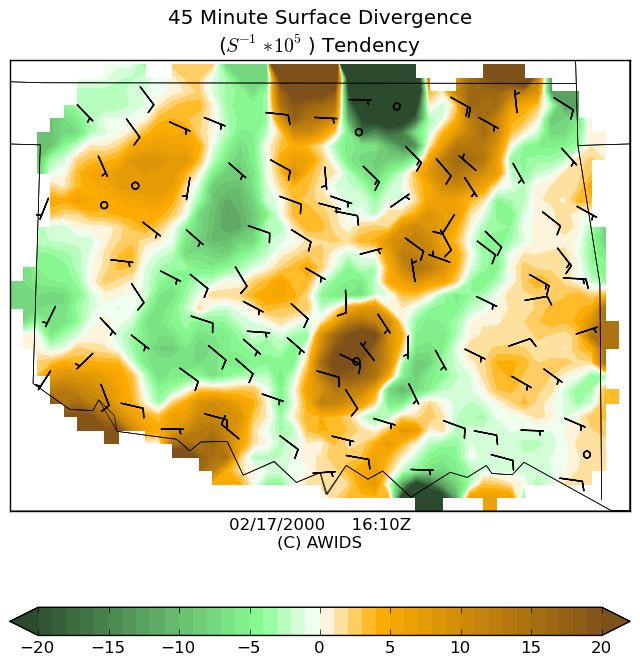 45 Minute Surface Divergence
(S⁻¹ * 10⁵ ) Tendency
02/17/2000 16:10Z
(C) AWIDS
−20 −15 −10 −5 0 5 10 15 20